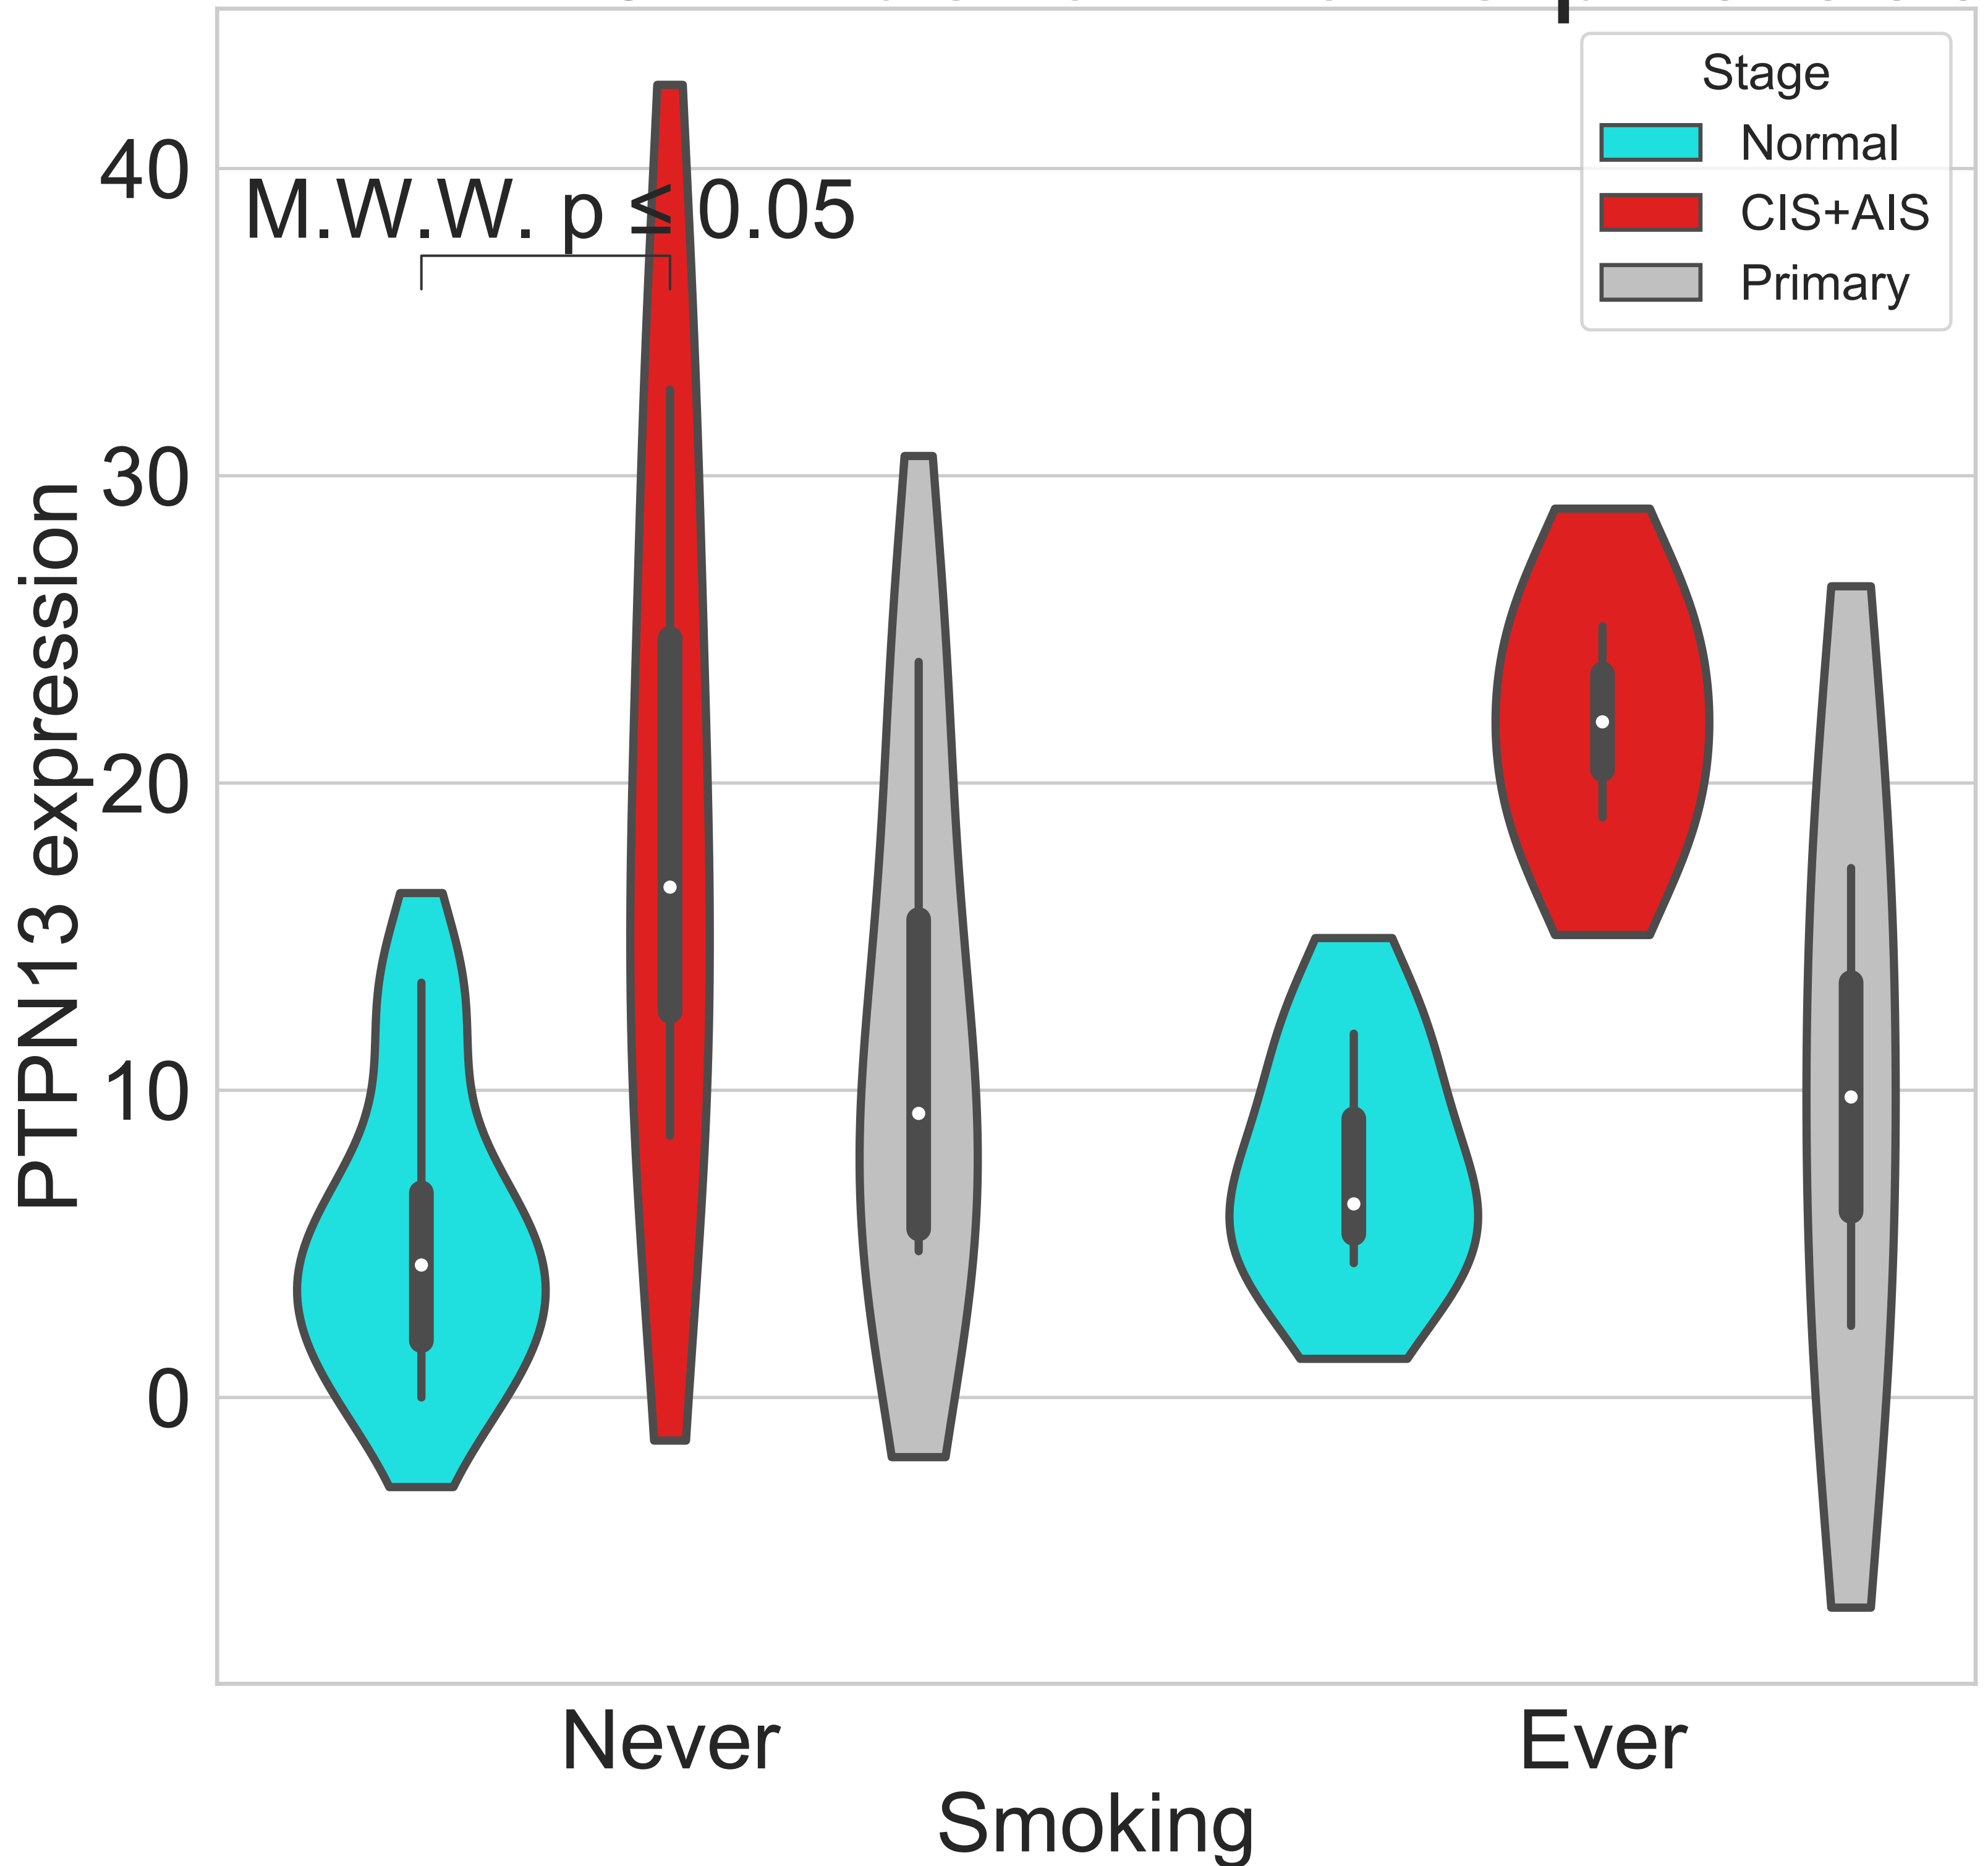 Stage
Normal
CIS+AIS
Primary
M.W.W. p ≤ 0.05
40
30
20
10
0
PTPN13 expression
Never
Ever
Smoking